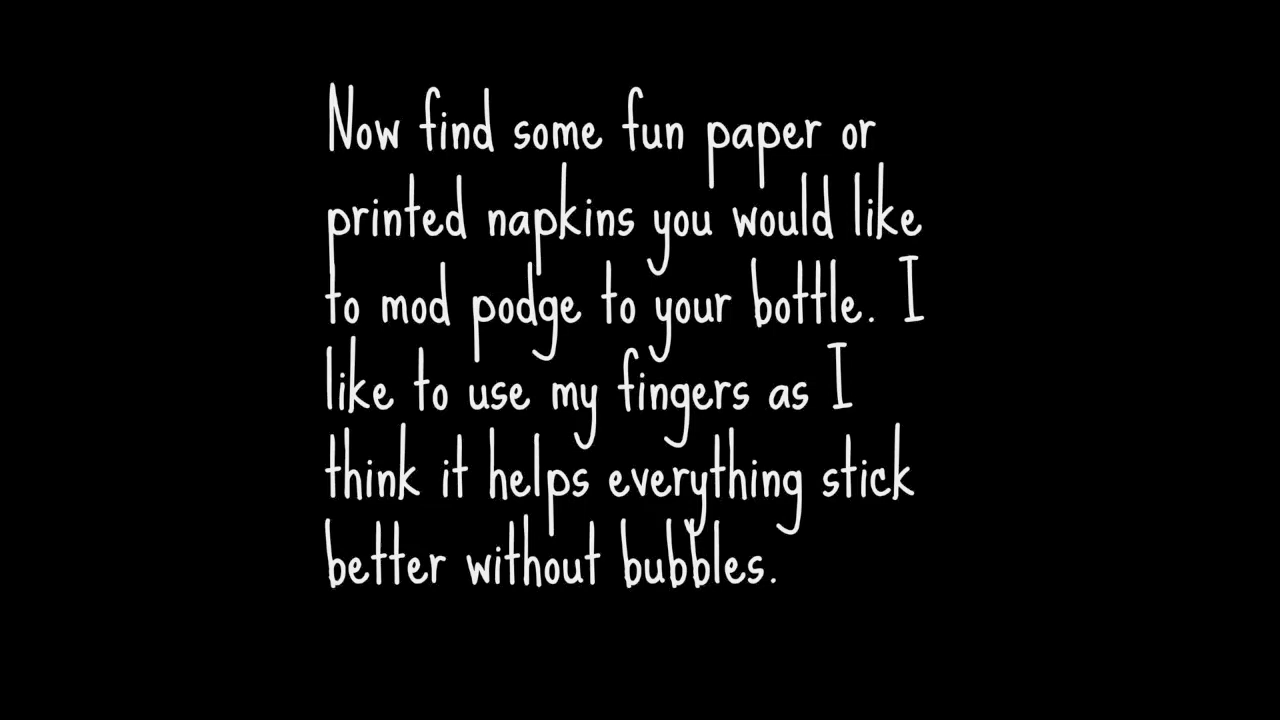 Now find some fun paper or
printed napkins you would like
to mod podge to your bottle. I
like to use my fingers as I
think it helps everything stick
better without bubbles.